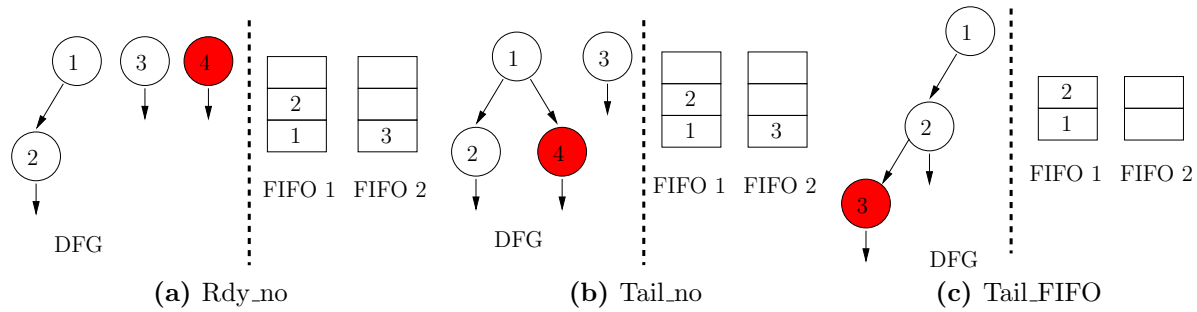 1 3 4
2
2
1 3
FIFO 1 FIFO 2
DFG
(a) Rdy_no
1 3
2 4
2
1 3
FIFO 1 FIFO 2
DFG
(b) Tail_no
1
2
3
2
1
FIFO 1 FIFO 2
DFG
(c) Tail_FIFO